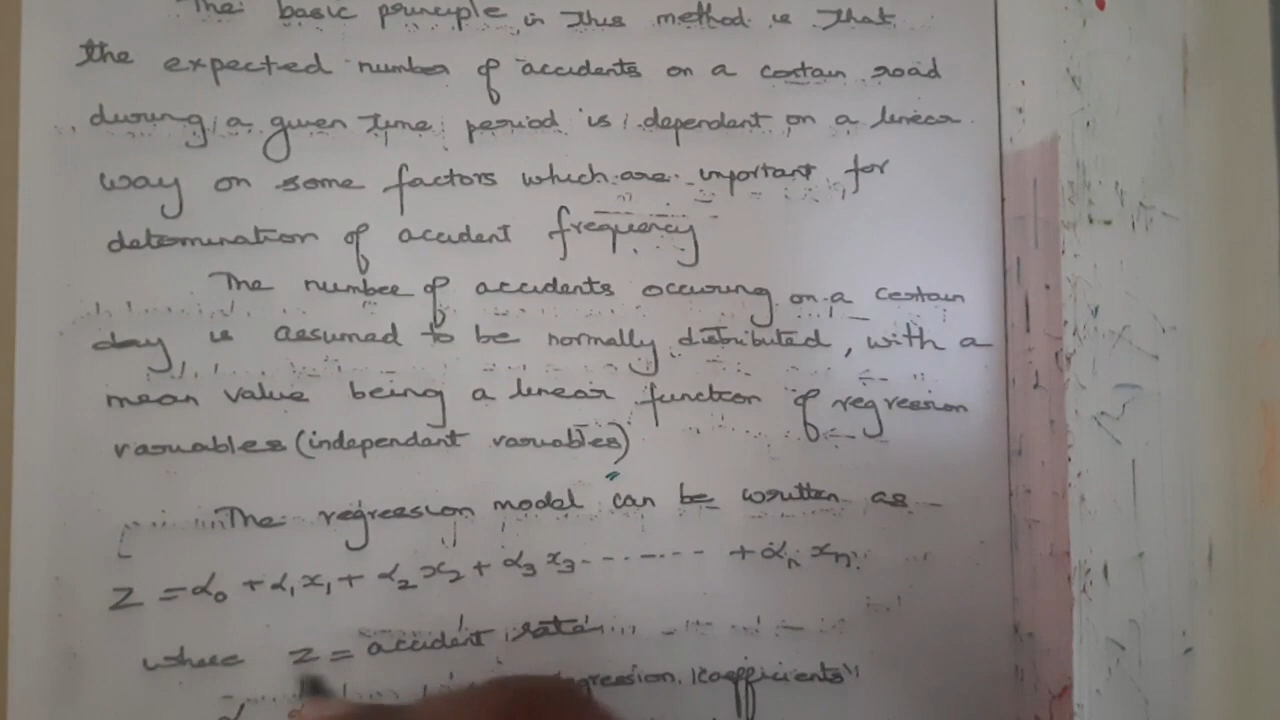 The basic principle in this method is that
the expected number of accidents on a certain road
during a given time period is dependant on a linear
way on some factors which are important for
determination of accident frequency
The number of accidents occuring on a certain
day is assumed to be normally distributed, with a
mean value being a linear function of regression
variables (independant variables)
The regression model can be written as
Z = α₀ + α₁x₁ + α₂x₂ + α₃x₃ ------- + αₙxₙ
where Z = accident rate
regression coefficients